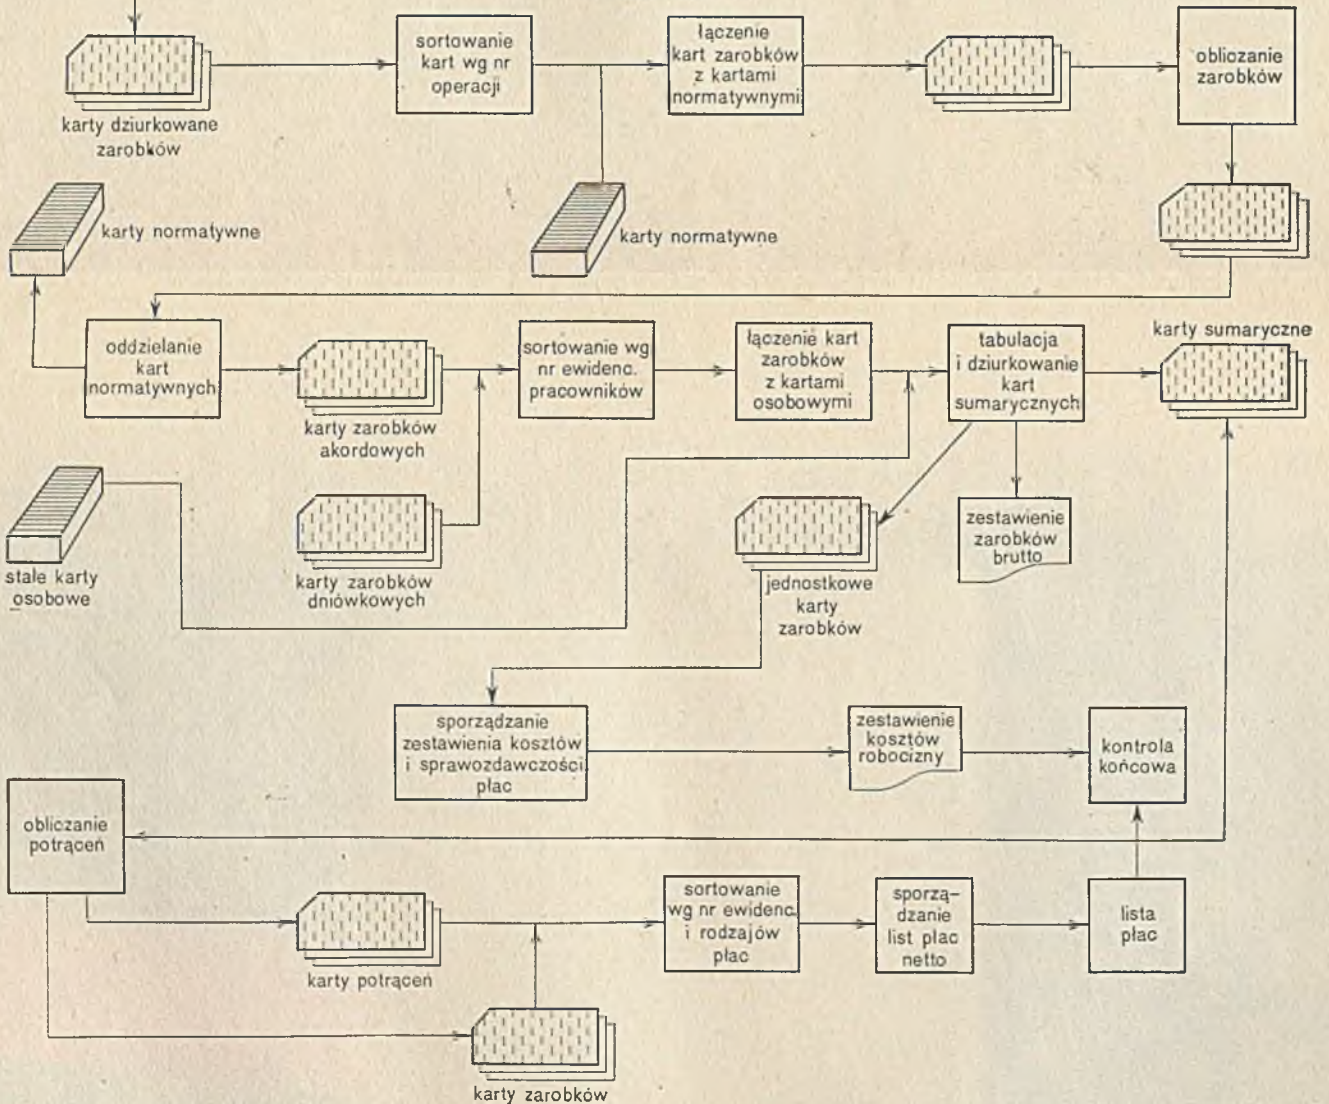 karty dziurkowane
zarobków
sortowanie
kart wg nr
operacji
łączenie
kart zarobków
z kartami
normatywnymi
obliczanie
zarobków
karty normatywne
karty normatywne
oddzielanie
kart
normatywnych
karty zarobków
akordowych
sortowanie wg
nr ewidenc.
pracowników
łączenie kart
zarobków
z kartami
osobowymi
tabulacja
i dziurkowanie
kart
sumarycznych
karty sumaryczne
stałe karty
osobowe
karty zarobków
dniówkowych
jednostkowe
karty
zarobków
zestawienie
zarobków
brutto
sporządzanie
zestawienia kosztów
i sprawozdawczości
płac
zestawienie
kosztów
robocizny
kontrola
końcowa
obliczanie
potrąceń
karty potrąceń
sortowanie
wg nr ewidenc.
i rodzajów
płac
sporzą-
dzanie
list płac
netto
lista
płac
karty zarobków